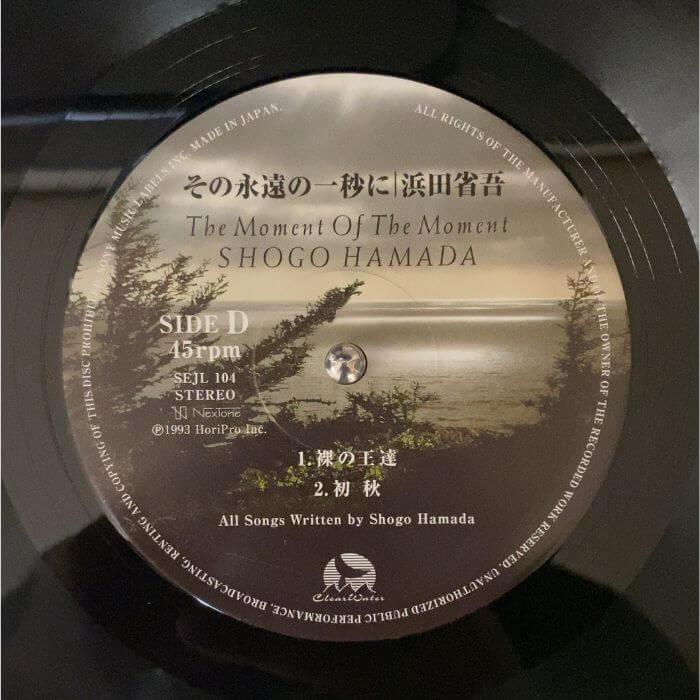 その永遠の一秒に|浜田省吾
The Moment Of The Moment
SHOGO HAMADA
SIDE D
45rpm
SEJL 104
STEREO
NexTone
Ⓟ1993 HoriPro Inc.
1.裸の王達
2.初 秋
All Songs Written by Shogo Hamada
ClearWater
ALL RIGHTS OF THE MANUFACTURER AND OF THE OWNER OF THE RECORDED WORK RESERVED. UNAUTHORIZED PUBLIC PERFORMANCE, BROADCASTING, RENTING AND COPYING OF THIS DISC PROHIBITED. SONY MUSIC LABELS INC. MADE IN JAPAN.